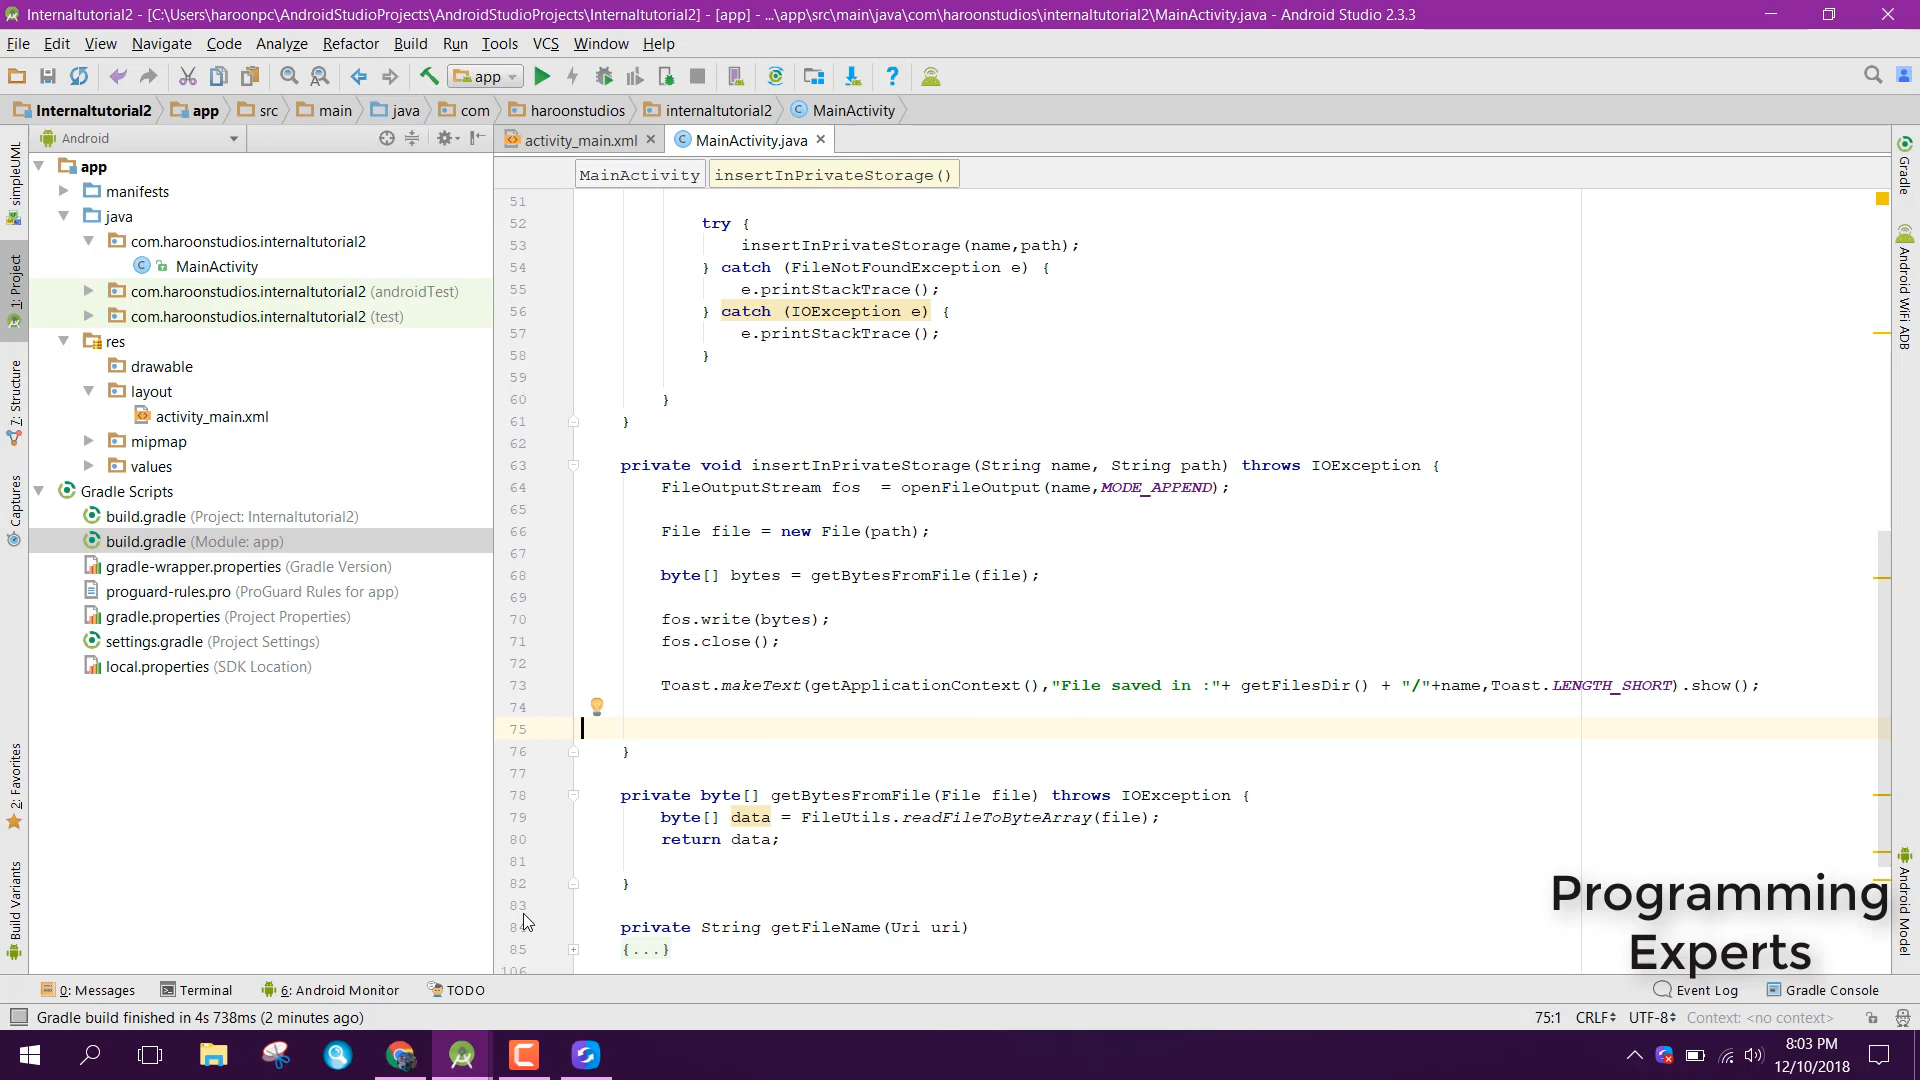 Internaltutorial2 - [C:\Users\haroonpc\AndroidStudioProjects\AndroidStudioProjects\Internaltutorial2] - [app] - ...\app\src\main\java\com\haroonstudios\internaltutorial2\MainActivity.java - Android Studio 2.3.3
File Edit View Navigate Code Analyze Refactor Build Run Tools VCS Window Help
app
Internaltutorial2 app src main java com haroonstudios internaltutorial2 MainActivity
Android
activity_main.xml MainActivity.java
MainActivity insertInPrivateStorage()
simpleUML
1: Project
7: Structure
Captures
2: Favorites
Build Variants
app
manifests
java
com.haroonstudios.internaltutorial2
MainActivity
com.haroonstudios.internaltutorial2 (androidTest)
com.haroonstudios.internaltutorial2 (test)
res
drawable
layout
activity_main.xml
mipmap
values
Gradle Scripts
build.gradle (Project: Internaltutorial2)
build.gradle (Module: app)
gradle-wrapper.properties (Gradle Version)
proguard-rules.pro (ProGuard Rules for app)
gradle.properties (Project Properties)
settings.gradle (Project Settings)
local.properties (SDK Location)
51
52 try {
53 insertInPrivateStorage(name,path);
54 } catch (FileNotFoundException e) {
55 e.printStackTrace();
56 } catch (IOException e) {
57 e.printStackTrace();
58 }
59
60 }
61 }
62
63 private void insertInPrivateStorage(String name, String path) throws IOException {
64 FileOutputStream fos  = openFileOutput(name,MODE_APPEND);
65
66 File file = new File(path);
67
68 byte[] bytes = getBytesFromFile(file);
69
70 fos.write(bytes);
71 fos.close();
72
73 Toast.makeText(getApplicationContext(),"File saved in :"+ getFilesDir() + "/"+name,Toast.LENGTH_SHORT).show();
74
75
76 }
77
78 private byte[] getBytesFromFile(File file) throws IOException {
79 byte[] data = FileUtils.readFileToByteArray(file);
80 return data;
81
82 }
83
84 private String getFileName(Uri uri)
85 {...}
106
Gradle
Android WiFi ADB
Android Model
Programming
Experts
0: Messages Terminal 6: Android Monitor TODO Event Log Gradle Console
Gradle build finished in 4s 738ms (2 minutes ago) 75:1 CRLF UTF-8 Context: <no context>
8:03 PM
12/10/2018